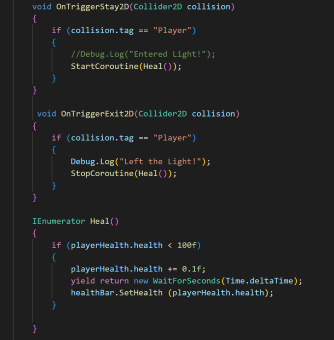 void OnTriggerStay2D(Collider2D collision)
{
if (collision.tag == "Player")
{
//Debug.Log("Entered Light!");
StartCoroutine(Heal());
}
}
void OnTriggerExit2D(Collider2D collision)
{
if (collision.tag == "Player")
{
Debug.Log("Left the Light!");
StopCoroutine(Heal());
}
}
IEnumerator Heal()
{
if (playerHealth.health < 100f)
{
playerHealth.health += 0.1f;
yield return new WaitForSeconds(Time.deltaTime);
healthBar.SetHealth (playerHealth.health);
}
}